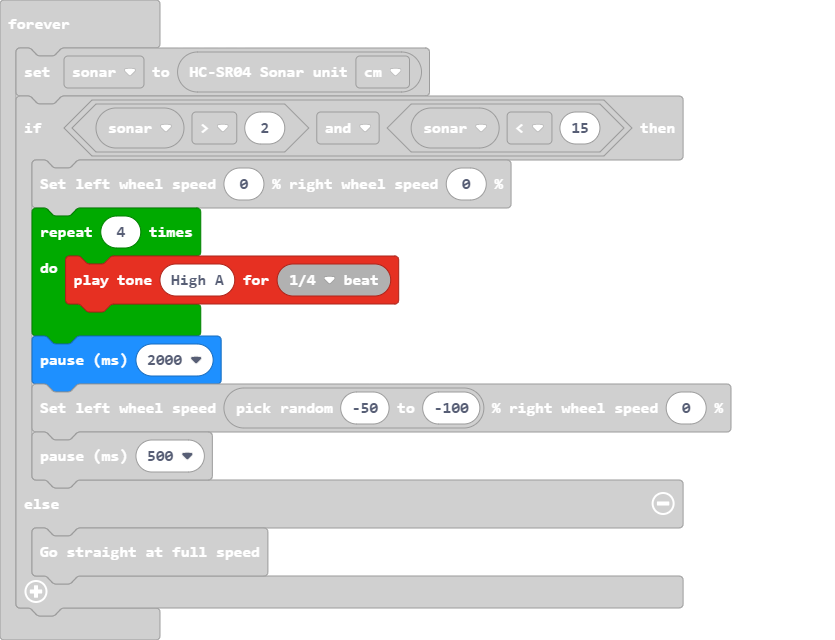 forever
set sonar to HC-SR04 Sonar unit cm
if sonar > 2 and sonar < 15 then
Set left wheel speed 0 % right wheel speed 0 %
repeat 4 times
do play tone High A for 1/4 beat
pause (ms) 2000
Set left wheel speed pick random -50 to -100 % right wheel speed 0 %
pause (ms) 500
else
Go straight at full speed